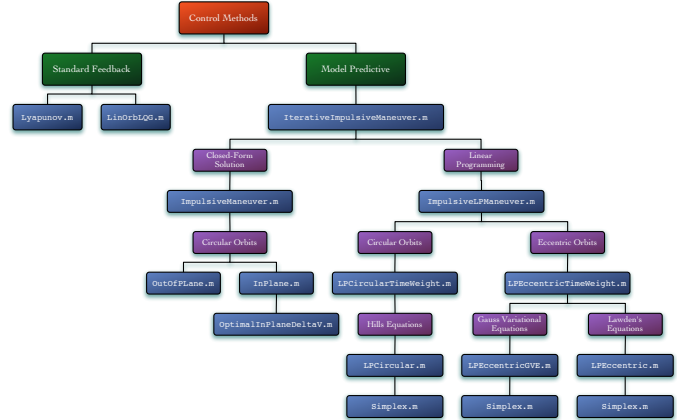 Control Methods
Standard Feedback
Model Predictive
Lyapunov.m
LinOrbLQG.m
IterativeImpulsiveManeuver.m
Closed-Form
Solution
Linear
Programming
ImpulsiveManeuver.m
ImpulsiveLPManeuver.m
Circular Orbits
Circular Orbits
Eccentric Orbits
OutOfPLane.m
InPlane.m
LPCircularTimeWeight.m
LPEccentricTimeWeight.m
OptimalInPlaneDeltaV.m
Hills Equations
Gauss Variational
Equations
Lawden's
Equations
LPCircular.m
LPEccentricGVE.m
LPEccentric.m
Simplex.m
Simplex.m
Simplex.m